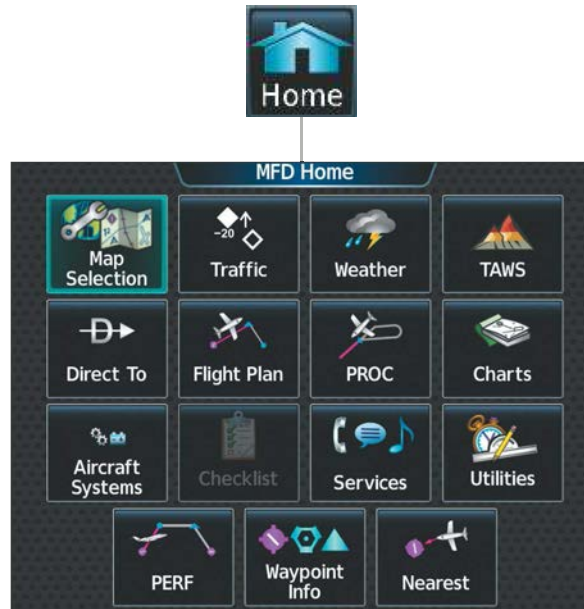 Home
MFD Home
Map
Selection
-20
Traffic
Weather
TAWS
D
Direct To
Flight Plan
PROC
Charts
Aircraft
Systems
Checklist
Services
Utilities
PERF
Waypoint
Info
Nearest